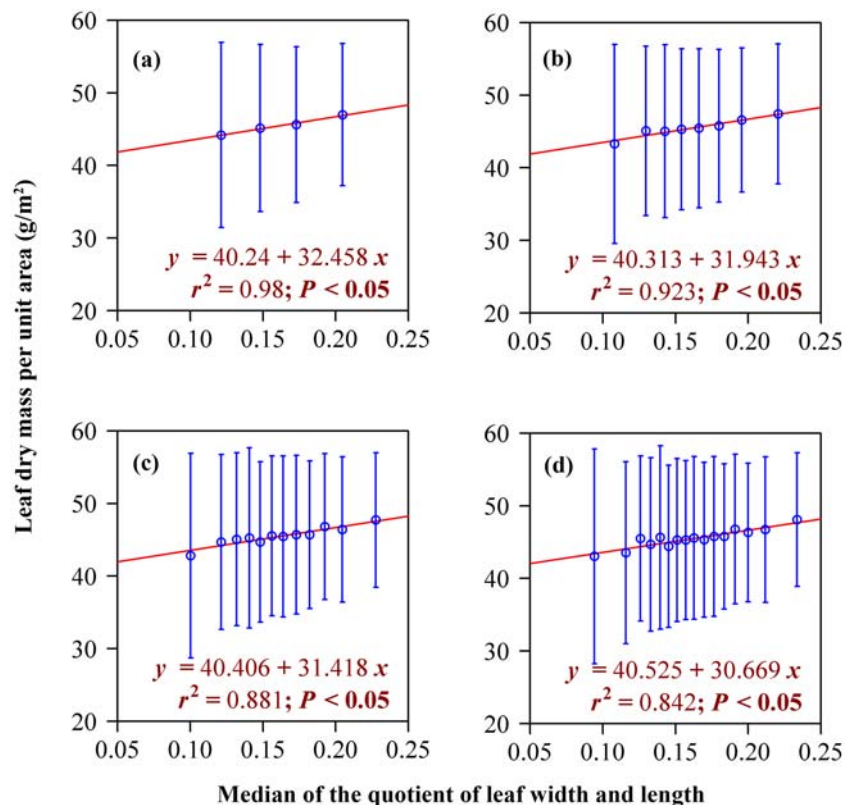 Leaf dry mass per unit area (g/m²)
60
50
40
30
20
(a)
y = 40.24 + 32.458 x
r² = 0.98; P < 0.05
0.05 0.10 0.15 0.20 0.25
60
50
40
30
20
(b)
y = 40.313 + 31.943 x
r² = 0.923; P < 0.05
0.05 0.10 0.15 0.20 0.25
60
50
40
30
20
(c)
y = 40.406 + 31.418 x
r² = 0.881; P < 0.05
0.05 0.10 0.15 0.20 0.25
60
50
40
30
20
(d)
y = 40.525 + 30.669 x
r² = 0.842; P < 0.05
0.05 0.10 0.15 0.20 0.25
Median of the quotient of leaf width and length